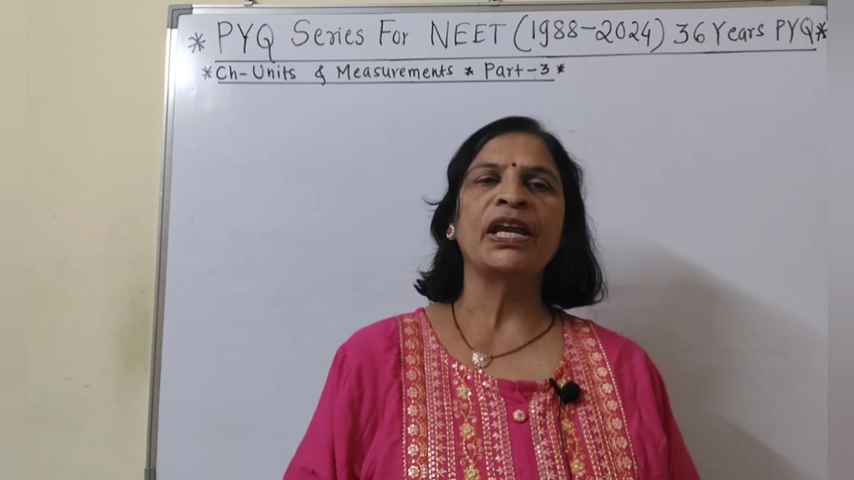 * PYQ Series For NEET (1988-2024) 36 Years PYQ *
* Ch-Units & Measurements * Part-3 *